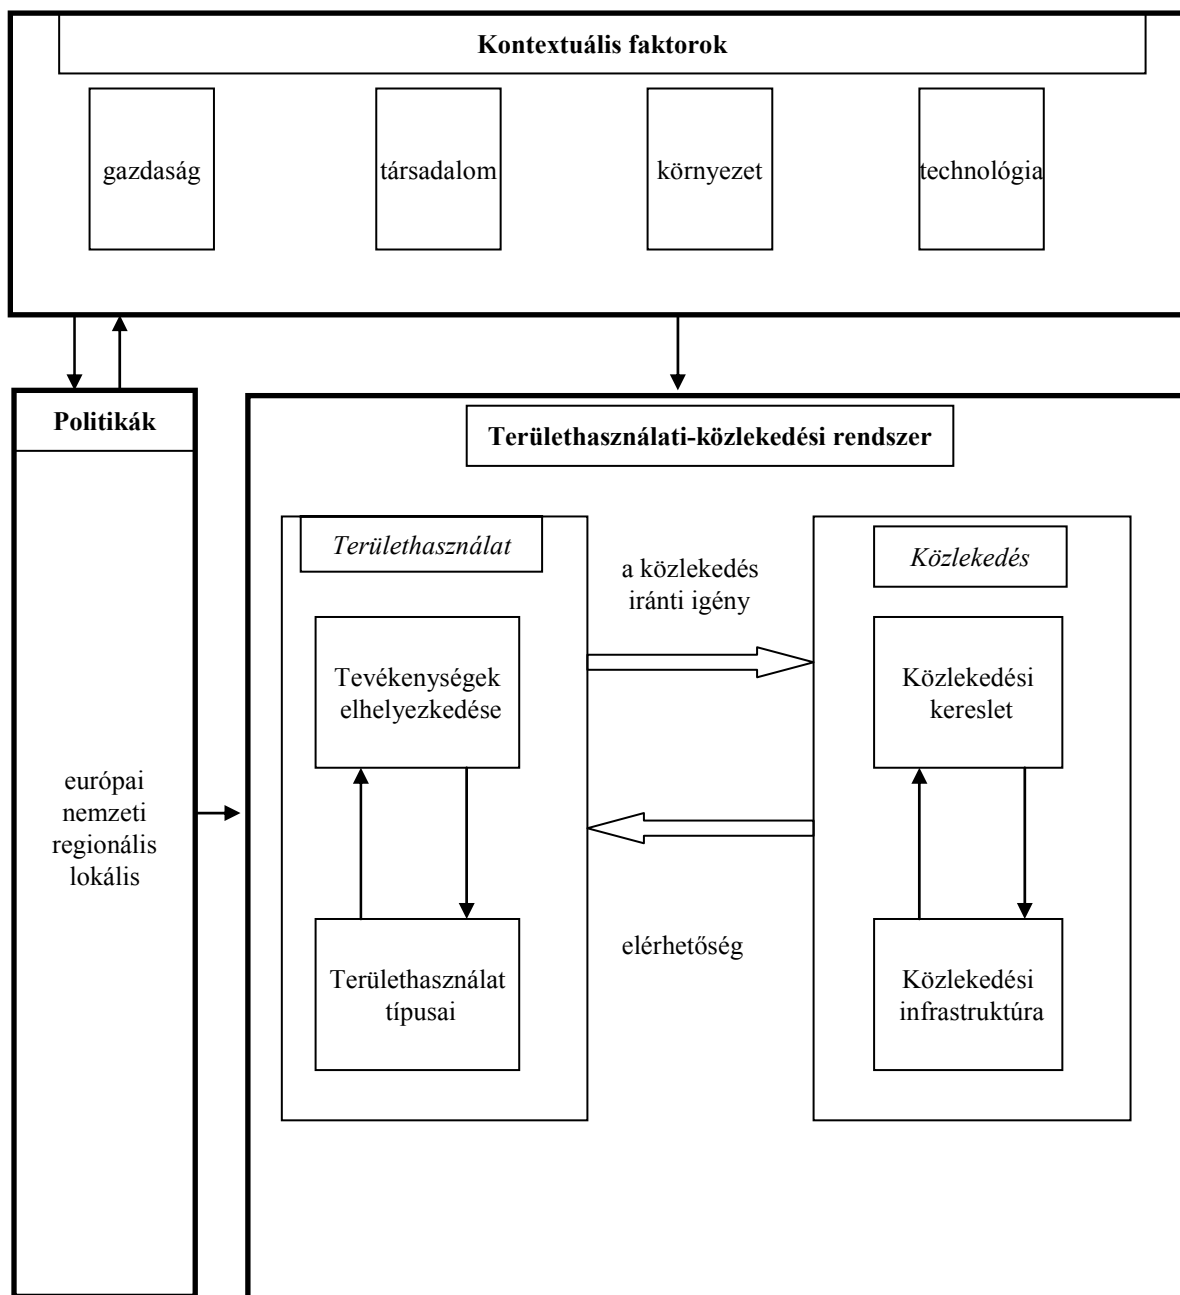 Kontextuális faktorok
gazdaság
társadalom
környezet
technológia
Politikák
európai
nemzeti
regionális
lokális
Területhasználati-közlekedési rendszer
Területhasználat
Tevékenységek
elhelyezkedése
Területhasználat
típusai
a közlekedés
iránti igény
elérhetőség
Közlekedés
Közlekedési
kereslet
Közlekedési
infrastruktúra